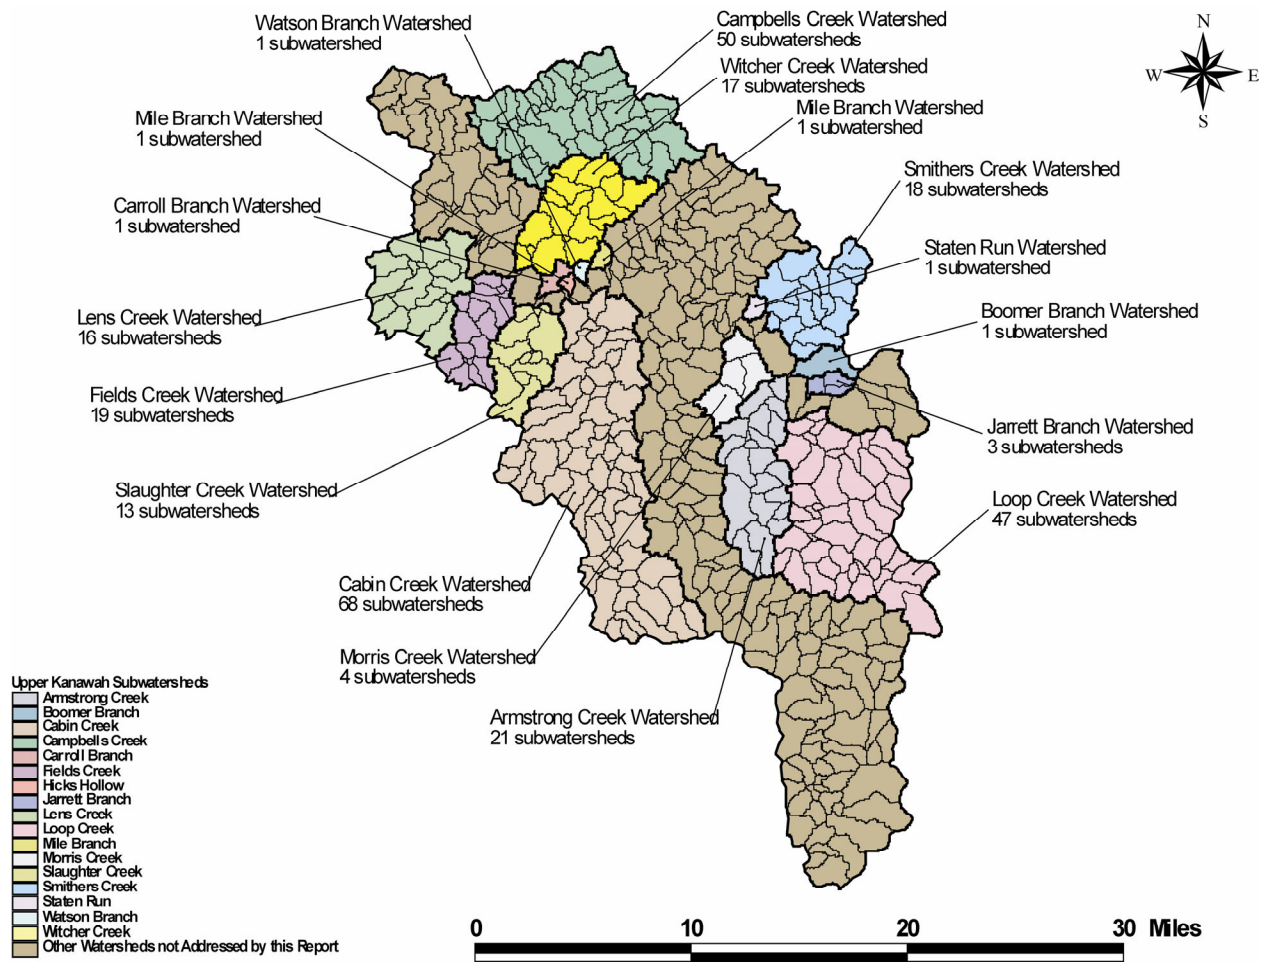 Watson Branch Watershed
1 subwatershed
Campbells Creek Watershed
50 subwatersheds
Witcher Creek Watershed
17 subwatersheds
Mile Branch Watershed
1 subwatershed
Mile Branch Watershed
1 subwatershed
N
W E
S
Smithers Creek Watershed
18 subwatersheds
Carroll Branch Watershed
1 subwatershed
Staten Run Watershed
1 subwatershed
Lens Creek Watershed
16 subwatersheds
Boomer Branch Watershed
1 subwatershed
Fields Creek Watershed
19 subwatersheds
Jarrett Branch Watershed
3 subwatersheds
Slaughter Creek Watershed
13 subwatersheds
Loop Creek Watershed
47 subwatersheds
Cabin Creek Watershed
68 subwatersheds
Morris Creek Watershed
4 subwatersheds
Armstrong Creek Watershed
21 subwatersheds
Upper Kanawah Subwatersheds
Armstrong Creek
Boomer Branch
Cabin Creek
Campbells Creek
Carroll Branch
Fields Creek
Hicks Hollow
Jarrett Branch
Lens Creek
Loop Creek
Mile Branch
Morris Creek
Slaughter Creek
Smithers Creek
Staten Run
Watson Branch
Witcher Creek
Other Watersheds not Addressed by this Report
0 10 20 30 Miles